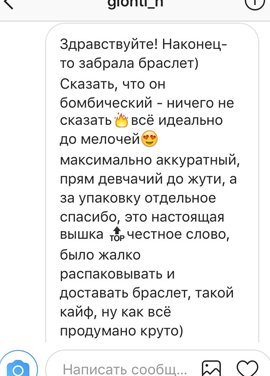 gionti_n
Здравствуйте! Наконец-
то забрала браслет)
Сказать, что он
бомбический - ничего не
сказать🔥всё идеально
до мелочей😍
максимально аккуратный,
прям девчачий до жути, а
за упаковку отдельное
спасибо, это настоящая
вышка 🔝честное слово,
было жалко
распаковывать и
доставать браслет, такой
кайф, ну как всё
продумано круто)
Написать сообщ...